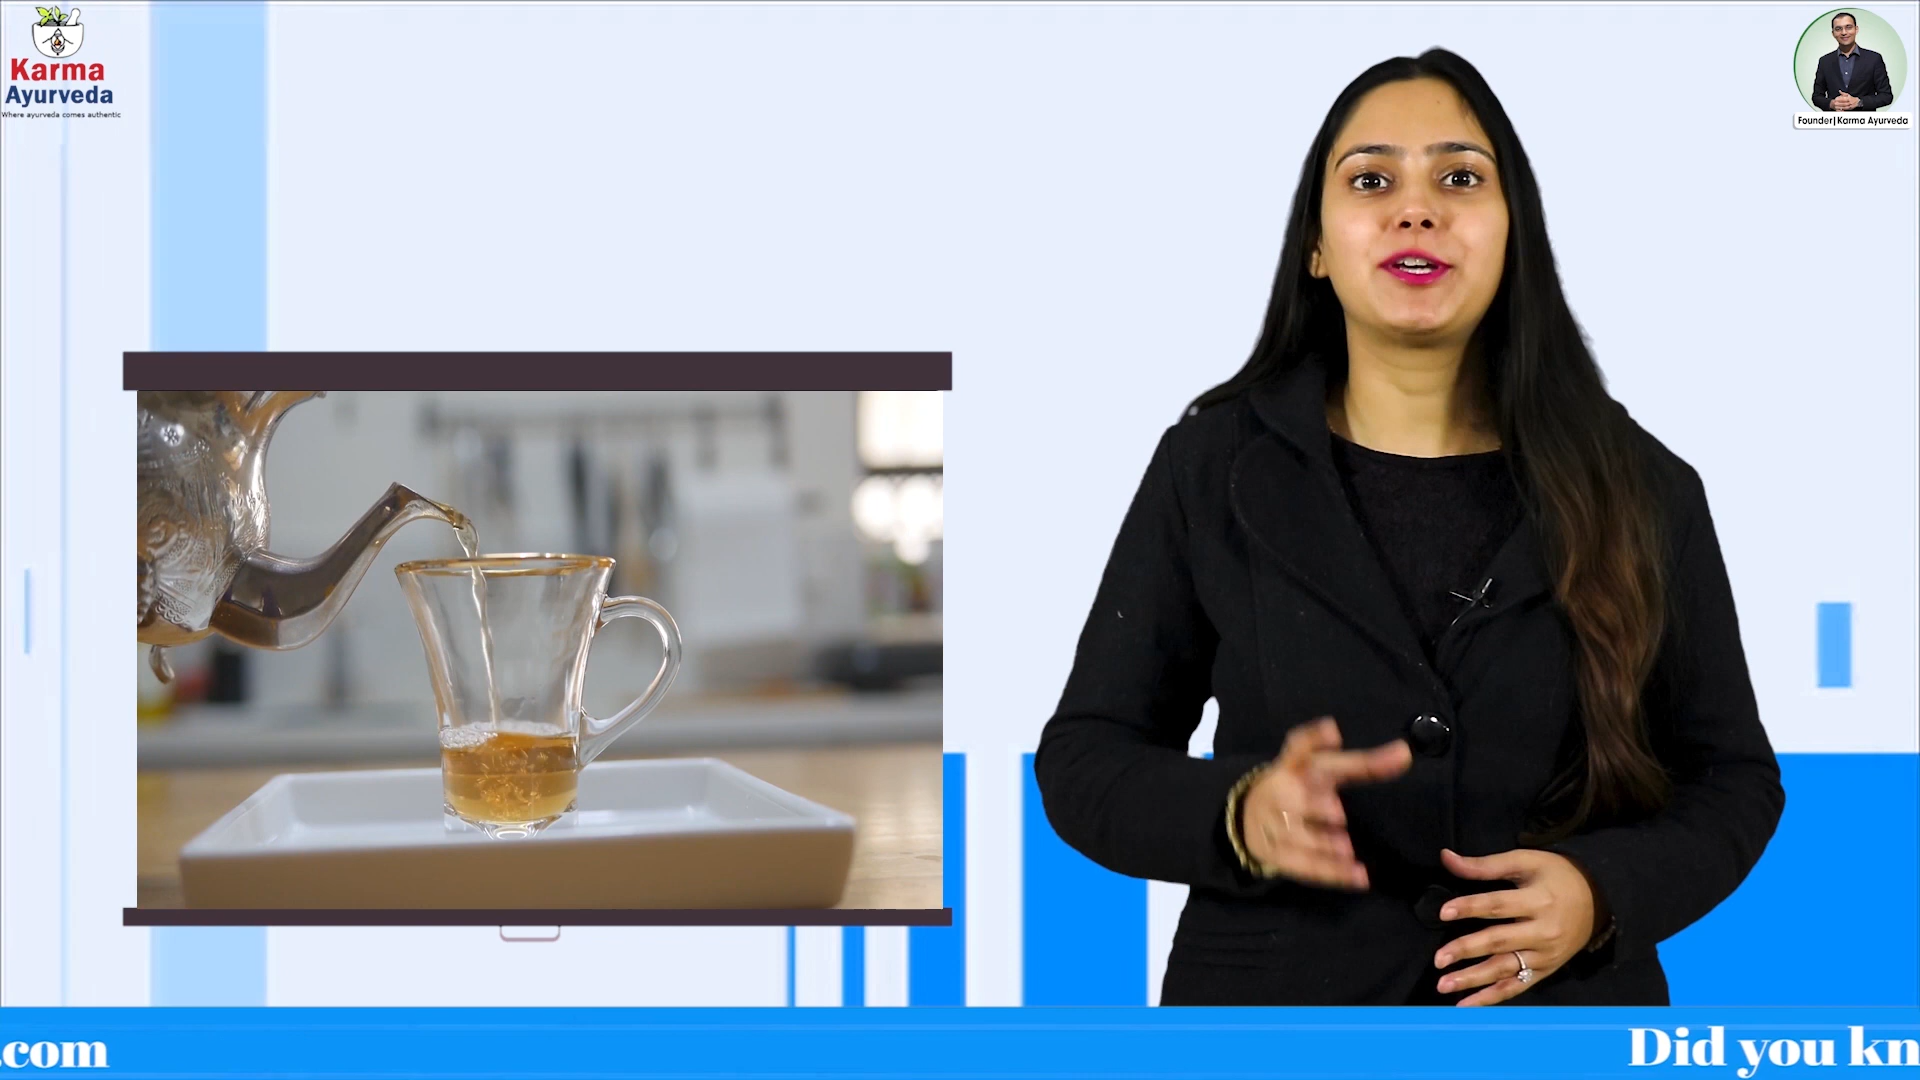 Karma
Ayurveda
Where ayurveda comes authentic
Founder|Karma Ayurveda
.com
Did you kn